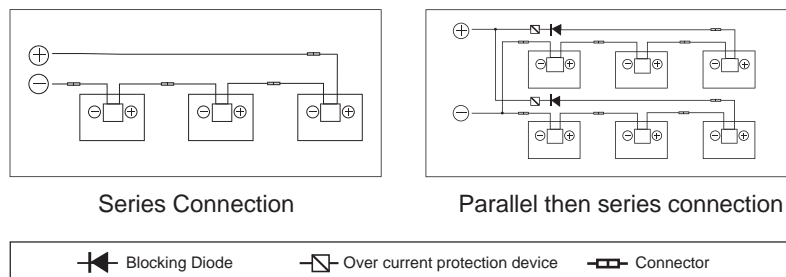 Series Connection
Parallel then series connection
Blocking Diode
Over current protection device
Connector